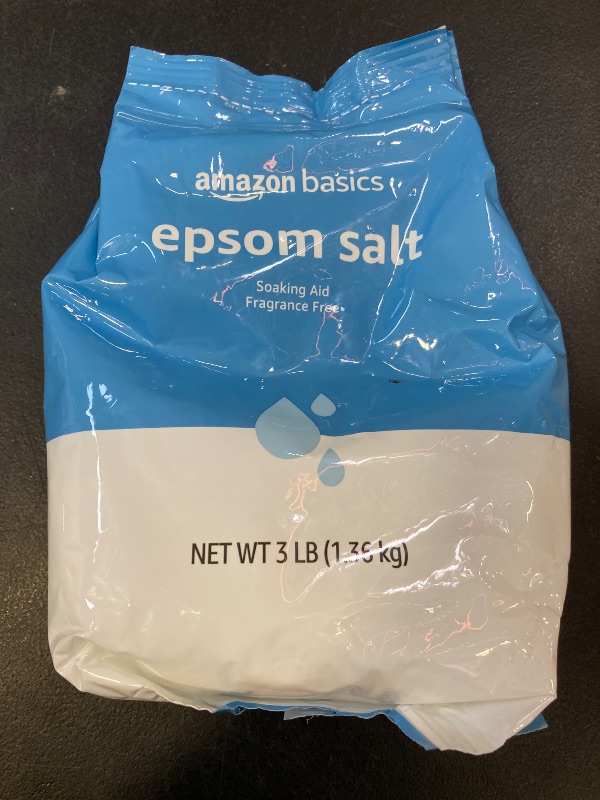 amazon basics
epsom salt
Soaking Aid
Fragrance Free
NET WT 3 LB (1.36 kg)